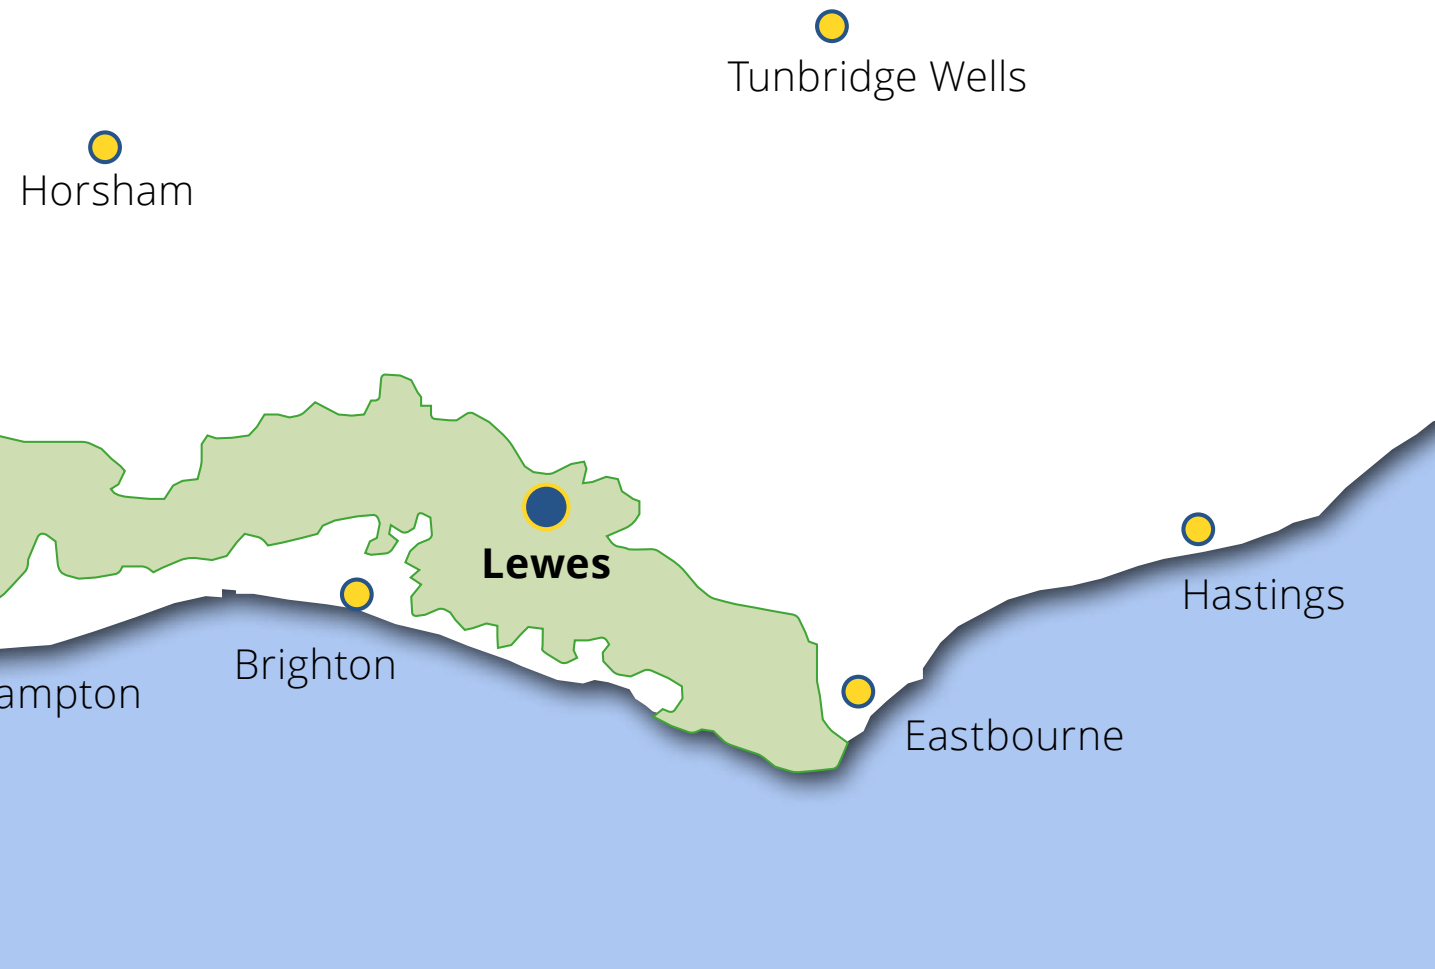 Tunbridge Wells
Horsham
Lewes
Hastings
Brighton
ampton
Eastbourne